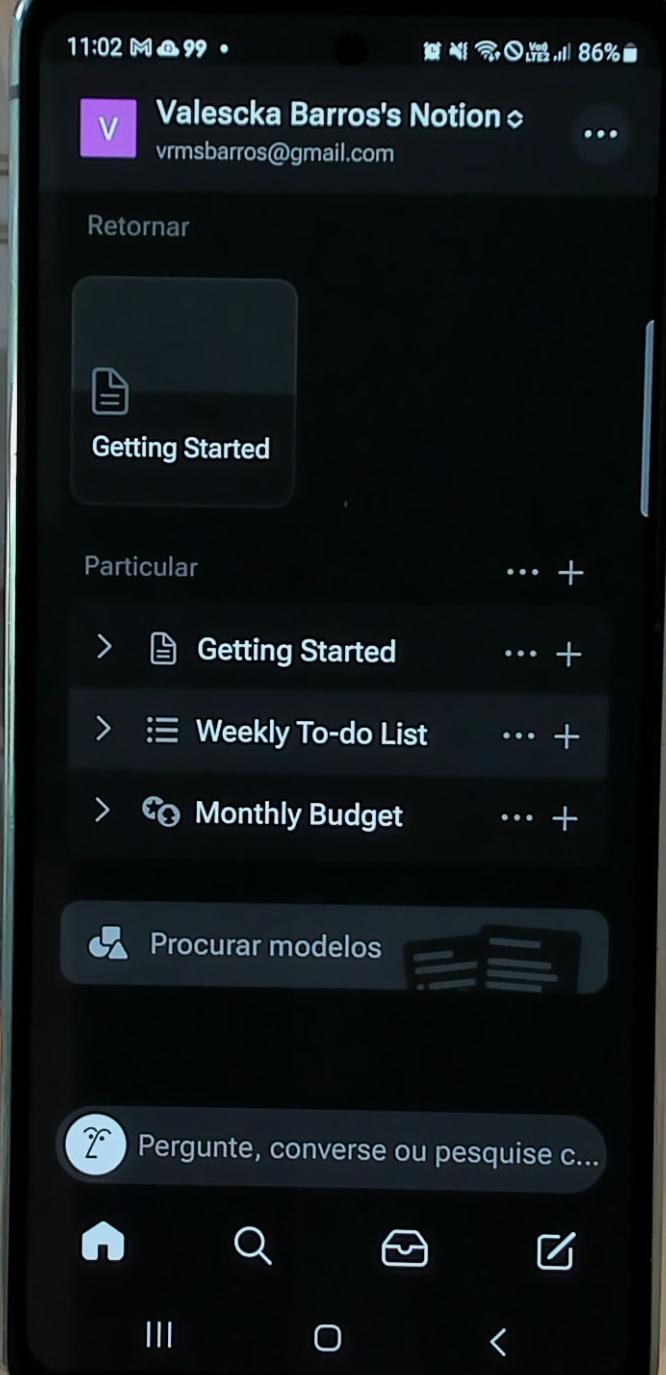 11:02 99 86%
V
Valescka Barros's Notion
vrmsbarros@gmail.com
Retornar
Getting Started
Particular
Getting Started
Weekly To-do List
Monthly Budget
Procurar modelos
Pergunte, converse ou pesquise c...